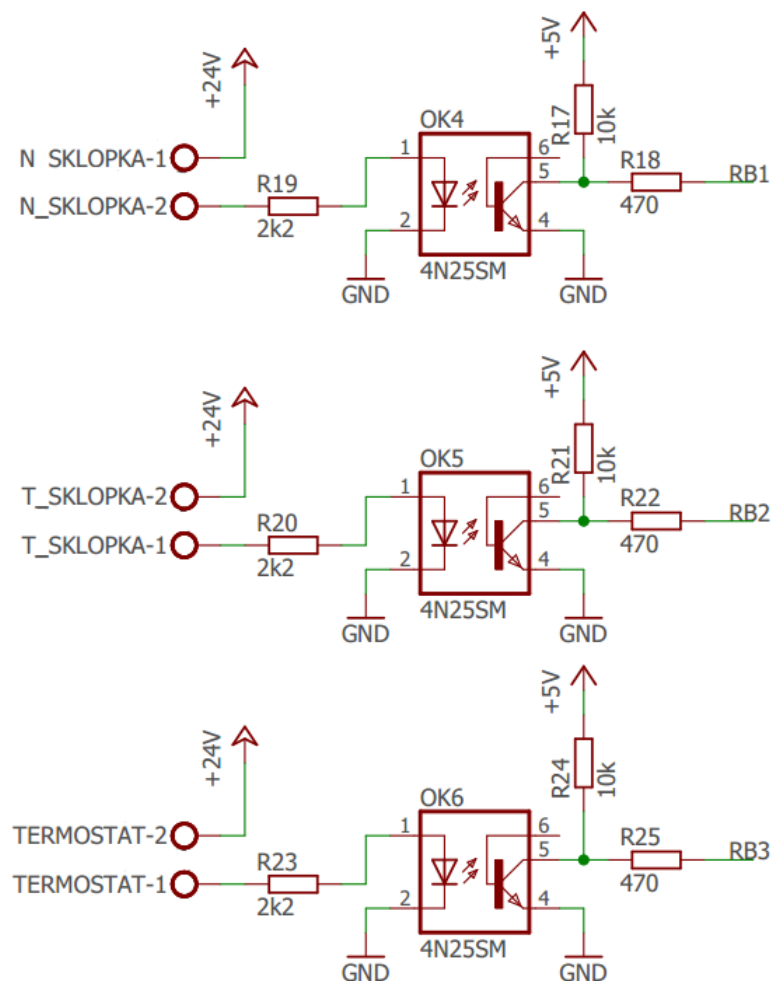 +24V
+5V
N SKLOPKA-1
N_SKLOPKA-2
R19
2k2
GND
OK4
1
2
6
5
4
4N25SM
R17
10k
R18
470
RB1
GND
+24V
+5V
T_SKLOPKA-2
T_SKLOPKA-1
R20
2k2
GND
OK5
1
2
6
5
4
4N25SM
R21
10k
R22
470
RB2
GND
+24V
+5V
TERMOSTAT-2
TERMOSTAT-1
R23
2k2
GND
OK6
1
2
6
5
4
4N25SM
R24
10k
R25
470
RB3
GND